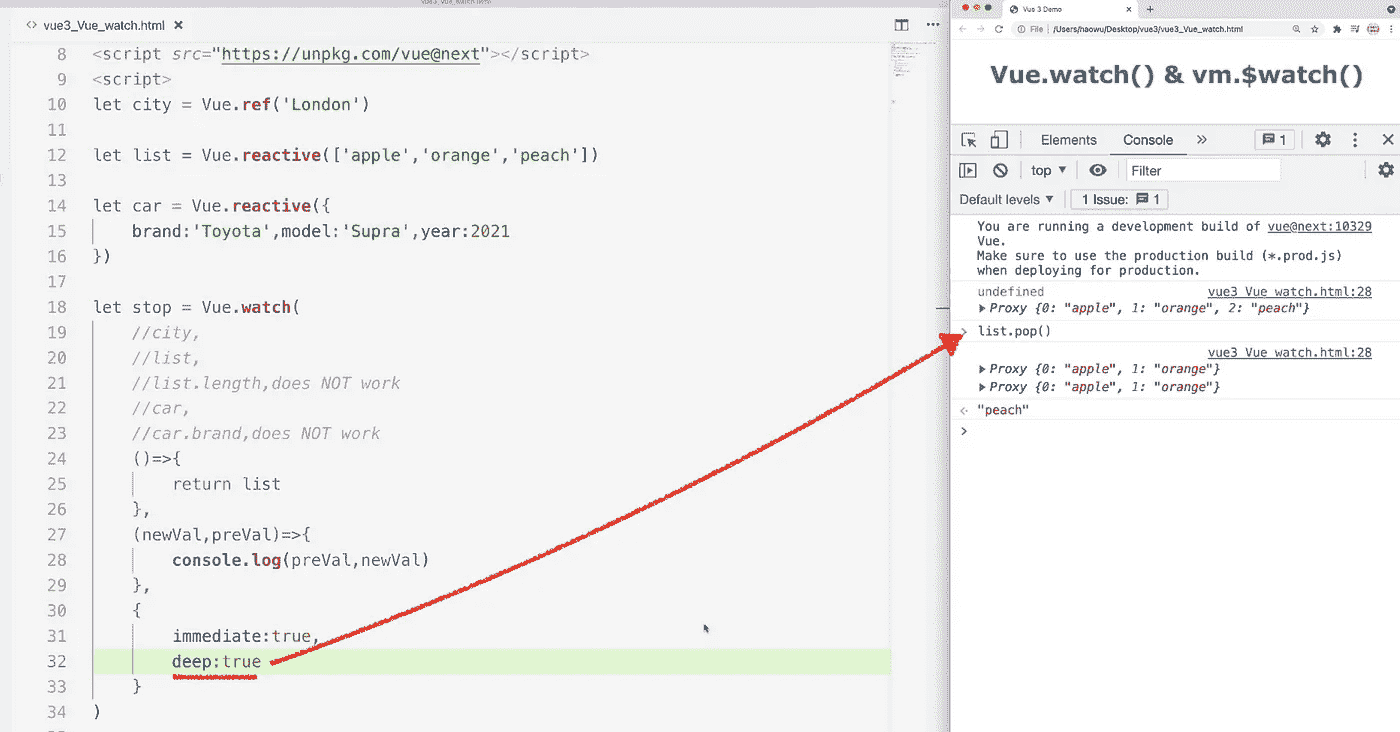 vue3_Vue_watch.html
<> vue3_Vue_watch.html ×
8 <script src="https://unpkg.com/vue@next"></script>
9 <script>
10 let city = Vue.ref('London')
11
12 let list = Vue.reactive(['apple','orange','peach'])
13
14 let car = Vue.reactive({
15 brand:'Toyota',model:'Supra',year:2021
16 })
17
18 let stop = Vue.watch(
19 //city,
20 //list,
21 //list.length,does NOT work
22 //car,
23 //car.brand,does NOT work
24 ()=>{
25 return list
26 },
27 (newVal,preVal)=>{
28 console.log(preVal,newVal)
29 },
30 {
31 immediate:true,
32 deep:true
33 }
34 )
Vue 3 Demo
File | /Users/haowu/Desktop/vue3/vue3_Vue_watch.html
Vue.watch() & vm.$watch()
Elements Console » 1
top ▼ Filter
Default levels ▼ 1 Issue: 1
You are running a development build of vue@next:10329
Vue.
Make sure to use the production build (*.prod.js)
when deploying for production.
undefined vue3_Vue_watch.html:28
▶Proxy {0: "apple", 1: "orange", 2: "peach"}
> list.pop()
vue3_Vue_watch.html:28
▶Proxy {0: "apple", 1: "orange"}
▶Proxy {0: "apple", 1: "orange"}
"peach"
>